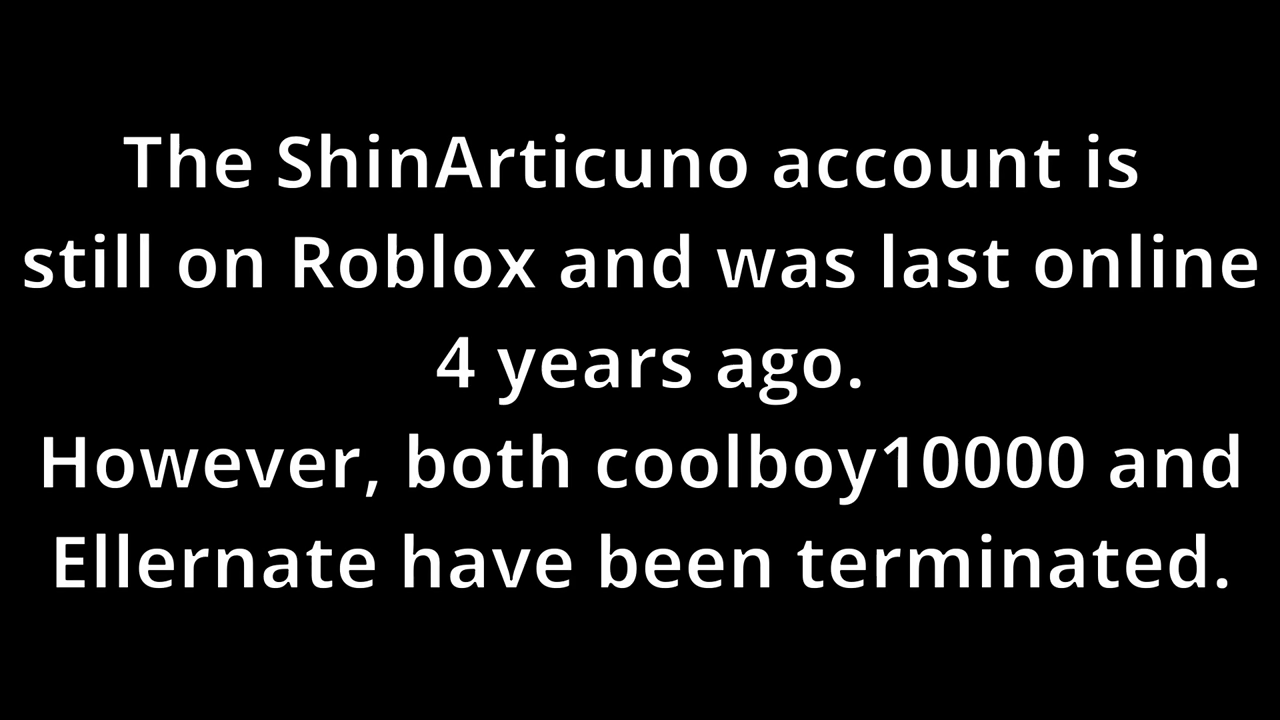 The ShinArticuno account is
still on Roblox and was last online
4 years ago.
However, both coolboy10000 and
Ellernate have been terminated.